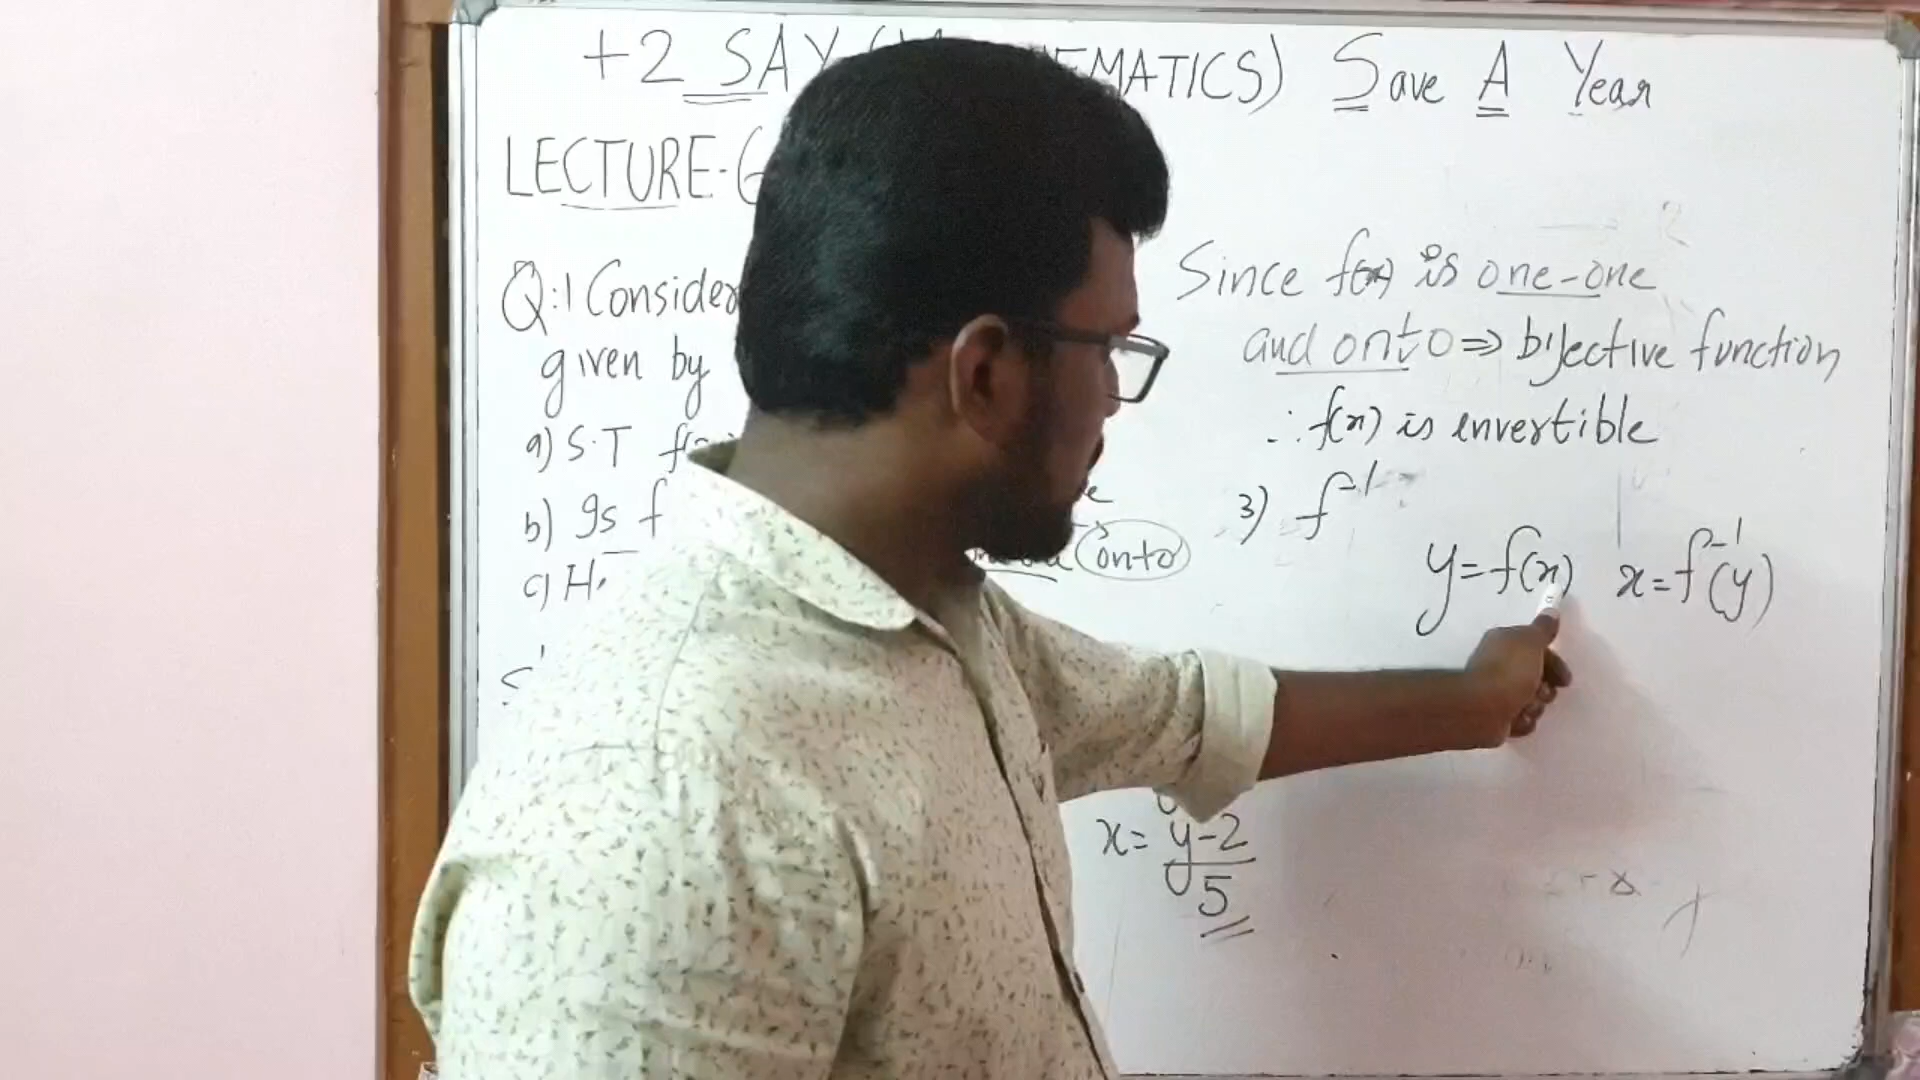 +2 SAY EMATICS) Save A Year
LECTURE-6
Q:1 Consider
given by
a) S.T
b) Is f
c)
onto
Since f(x) is one-one
and onto ⇒ bijective function
∴ f(x) is invertible
3) f⁻¹
y=f(x) x=f⁻¹(y)
x= y-2
5